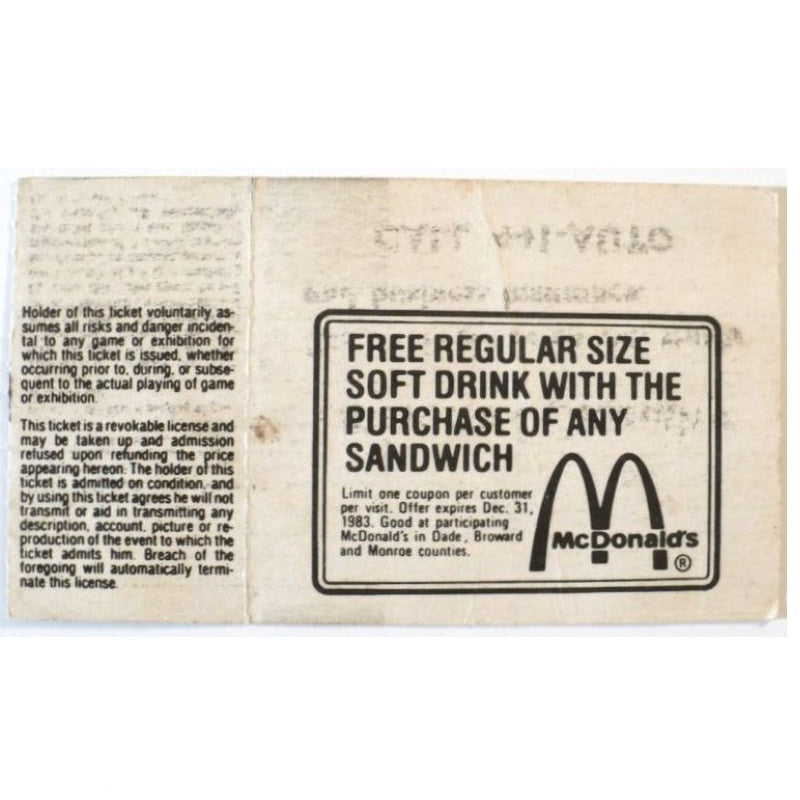 Holder of this ticket voluntarily as-
sumes all risks and danger inciden-
tal to any game or exhibition for
which this ticket is issued, whether
occurring prior to, during, or subse-
quent to the actual playing of game
or exhibition.
This ticket is a revokable license and
may be taken up and admission
refused upon refunding the price
appearing hereon. The holder of this
ticket is admitted on condition, and
by using this ticket agrees he will not
transmit or aid in transmitting any
description, account, picture or re-
production of the event to which the
ticket admits him. Breach of the
foregoing will automatically termi-
nate this license.
FREE REGULAR SIZE
SOFT DRINK WITH THE
PURCHASE OF ANY
SANDWICH
Limit one coupon per customer
per visit. Offer expires Dec. 31,
1983. Good at participating
McDonald's in Dade, Broward
and Monroe counties.
McDonald's
®